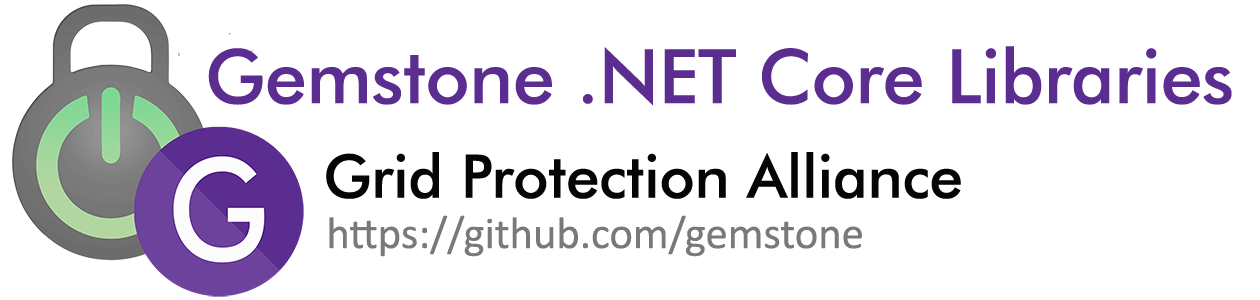 Gemstone .NET Core Libraries
G
Grid Protection Alliance
https://github.com/gemstone